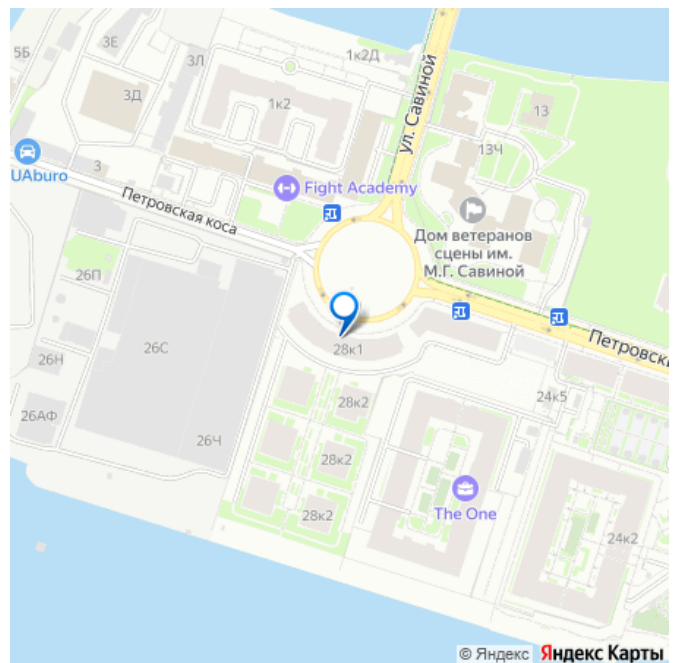 5Б
3Е
3Л
1к2Д
3Д
1к2
ул. Савиной
13
13Ч
UAburo
3
Fight Academy
Петровская коса
Дом ветеранов
сцены им.
М.Г. Савиной
26П
Петровски
26С
28к1
26Н
24к5
28к2
26АФ
26Ч
28к2
The One
28к2
24к2
© Яндекс Яндекс Карты